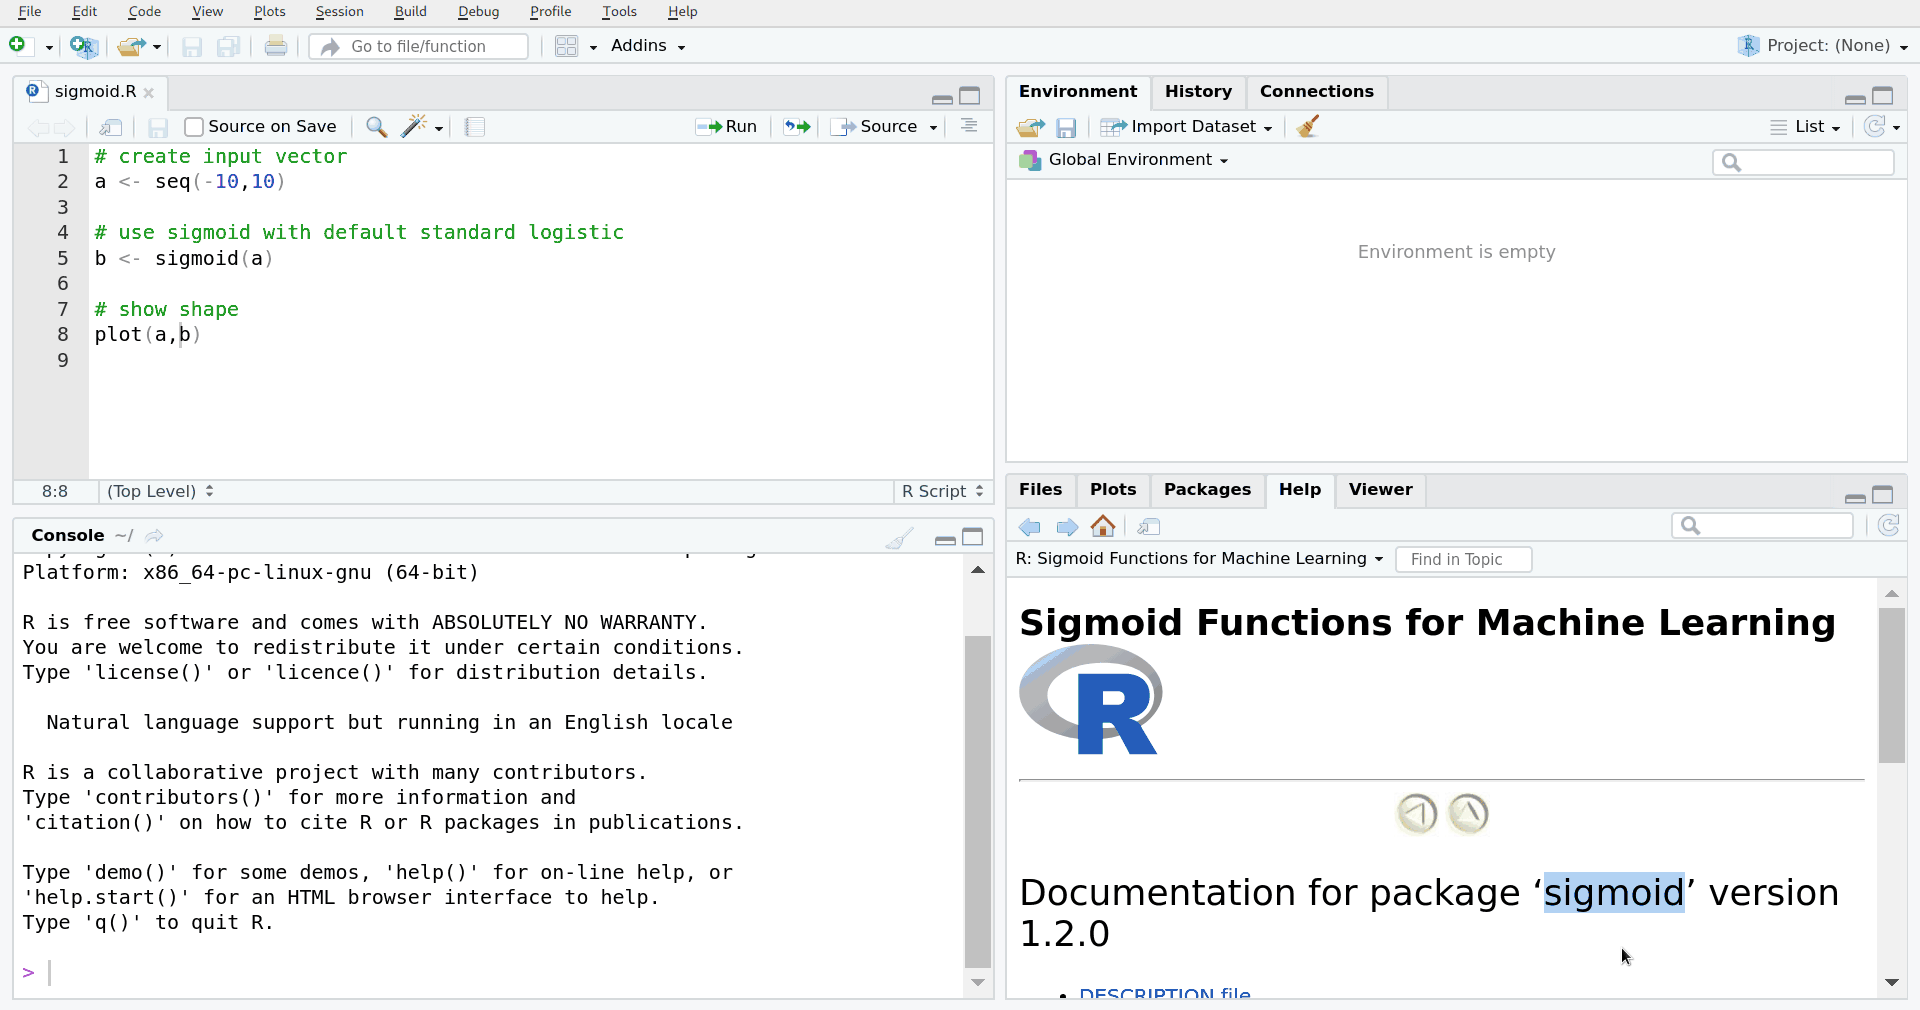 File Edit Code View Plots Session Build Debug Profile Tools Help
Go to file/function Addins Project: (None)
sigmoid.R
Source on Save Run Source
1 # create input vector
2 a <- seq(-10,10)
3
4 # use sigmoid with default standard logistic
5 b <- sigmoid(a)
6
7 # show shape
8 plot(a,b)
9
8:8 (Top Level) R Script
Console ~/
Platform: x86_64-pc-linux-gnu (64-bit)
R is free software and comes with ABSOLUTELY NO WARRANTY.
You are welcome to redistribute it under certain conditions.
Type 'license()' or 'licence()' for distribution details.
Natural language support but running in an English locale
R is a collaborative project with many contributors.
Type 'contributors()' for more information and
'citation()' on how to cite R or R packages in publications.
Type 'demo()' for some demos, 'help()' for on-line help, or
'help.start()' for an HTML browser interface to help.
Type 'q()' to quit R.
>
Environment History Connections
Import Dataset List
Global Environment
Environment is empty
Files Plots Packages Help Viewer
R: Sigmoid Functions for Machine Learning Find in Topic
Sigmoid Functions for Machine Learning
R
Documentation for package ‘sigmoid’ version
1.2.0
• DESCRIPTION file